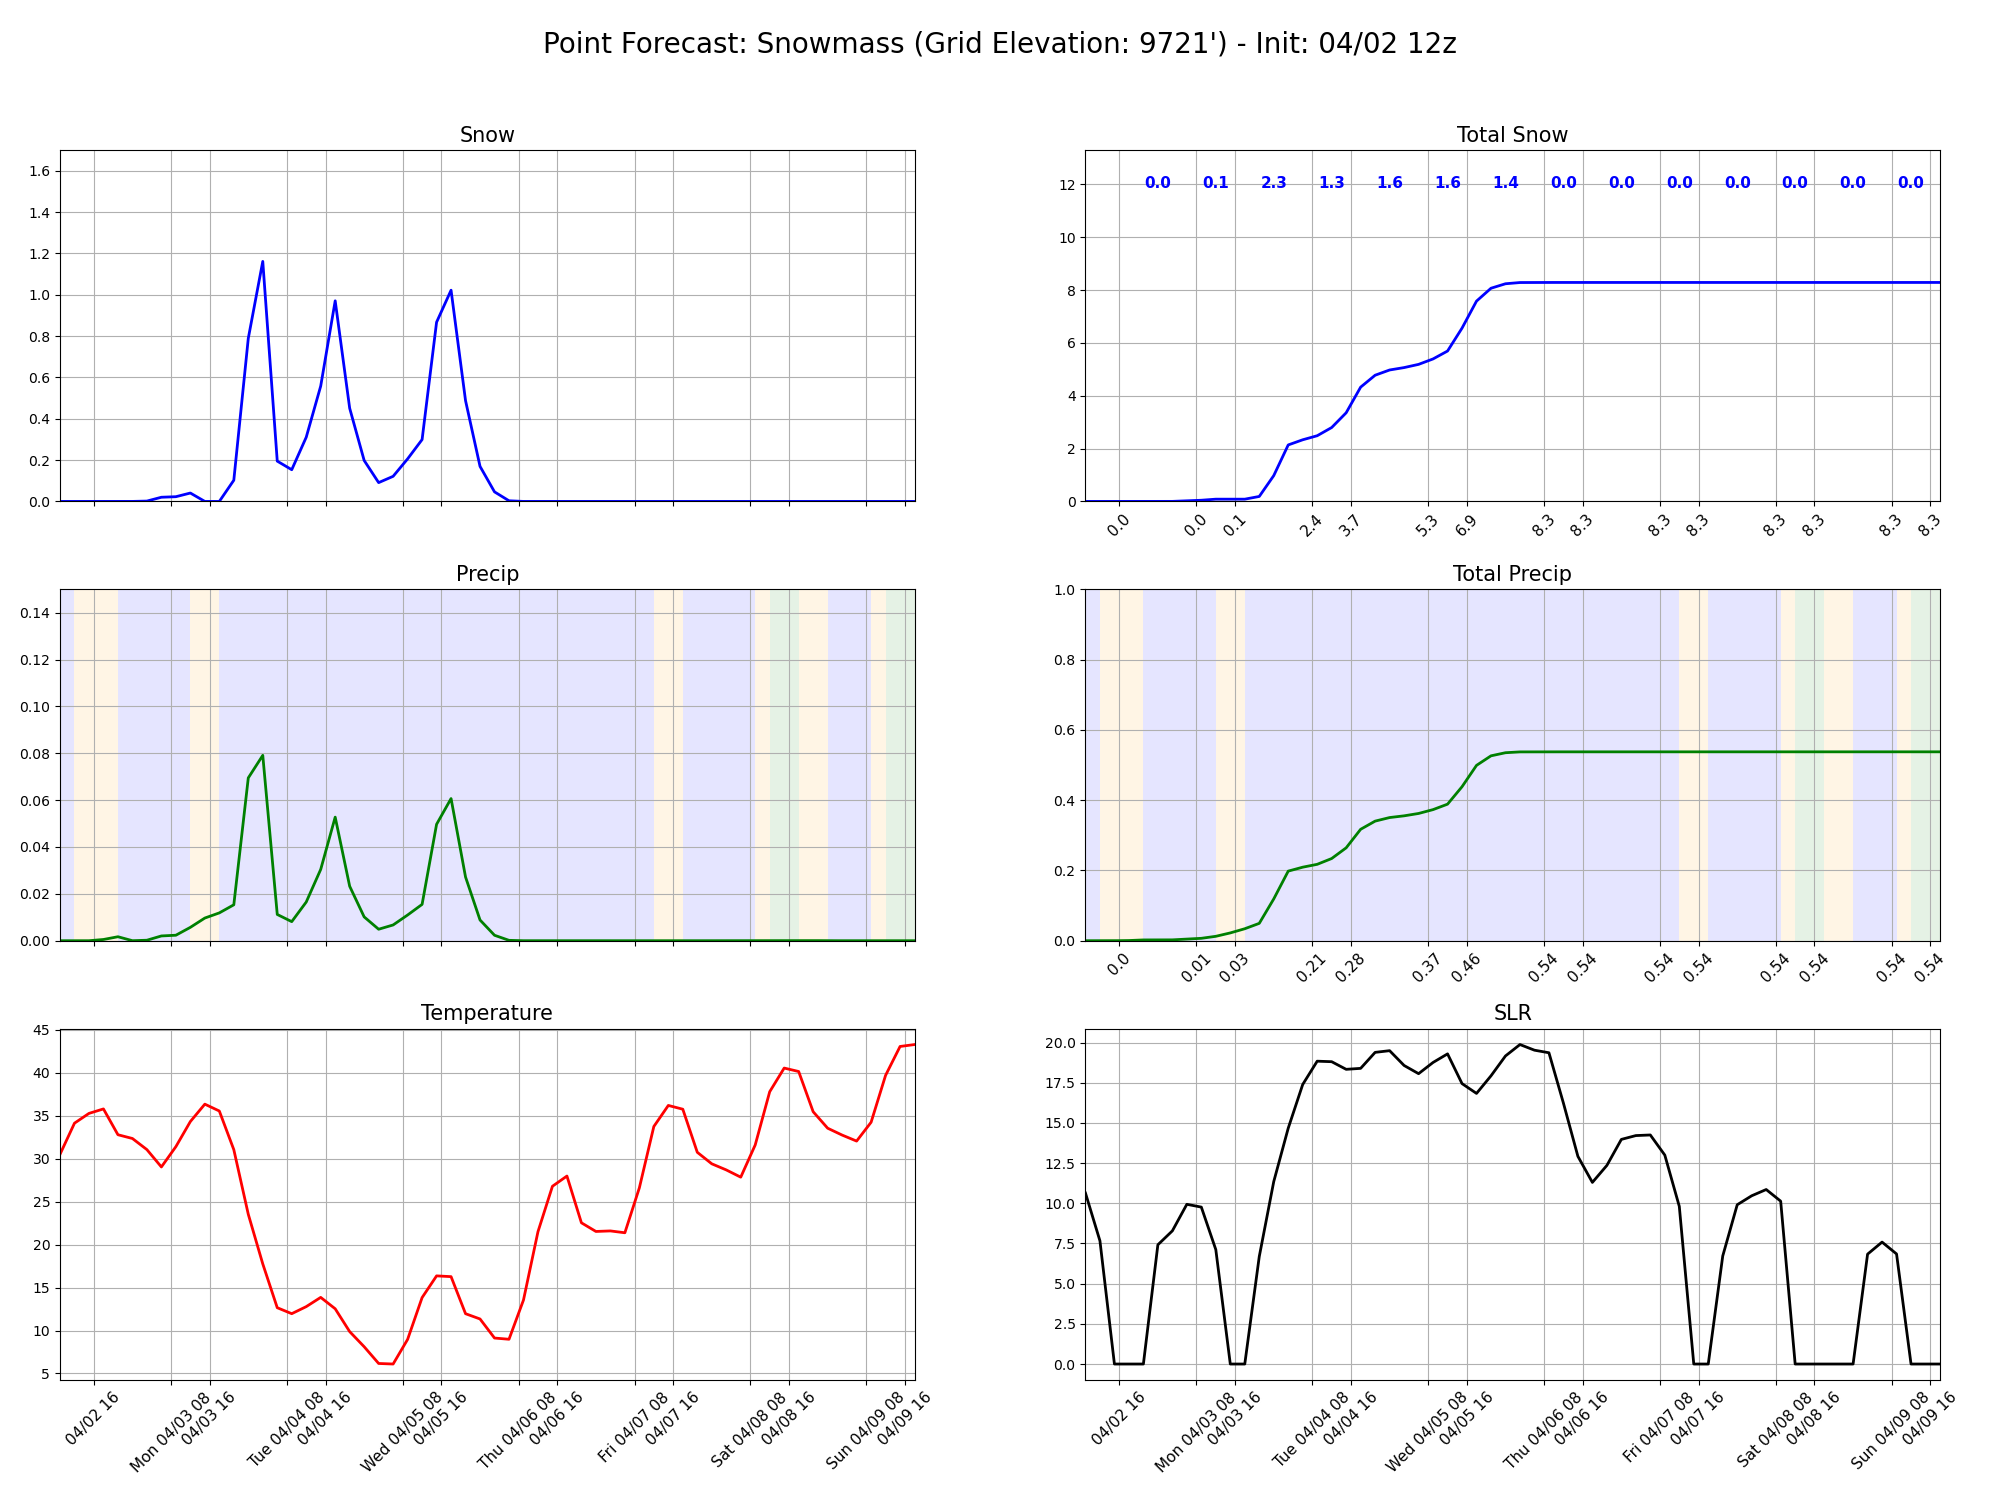 Point Forecast: Snowmass (Grid Elevation: 9721') - Init: 04/02 12z
Snow
1.6
1.4
1.2
1.0
0.8
0.6
0.4
0.2
0.0
Total Snow
12
10
8
6
4
2
0
0.0 0.1 2.3 1.3 1.6 1.6 1.4 0.0 0.0 0.0 0.0 0.0 0.0 0.0
0.0 0.0 0.1 2.4 3.7 5.3 6.9 8.3 8.3 8.3 8.3 8.3 8.3 8.3 8.3
Precip
0.14
0.12
0.10
0.08
0.06
0.04
0.02
0.00
Total Precip
1.0
0.8
0.6
0.4
0.2
0.0
0.0 0.01 0.03 0.21 0.28 0.37 0.46 0.54 0.54 0.54 0.54 0.54 0.54 0.54 0.54
Temperature
45
40
35
30
25
20
15
10
5
04/02 16
Mon 04/03 08
04/03 16
Tue 04/04 08
04/04 16
Wed 04/05 08
04/05 16
Thu 04/06 08
04/06 16
Fri 04/07 08
04/07 16
Sat 04/08 08
04/08 16
Sun 04/09 08
04/09 16
SLR
20.0
17.5
15.0
12.5
10.0
7.5
5.0
2.5
0.0
04/02 16
Mon 04/03 08
04/03 16
Tue 04/04 08
04/04 16
Wed 04/05 08
04/05 16
Thu 04/06 08
04/06 16
Fri 04/07 08
04/07 16
Sat 04/08 08
04/08 16
Sun 04/09 08
04/09 16